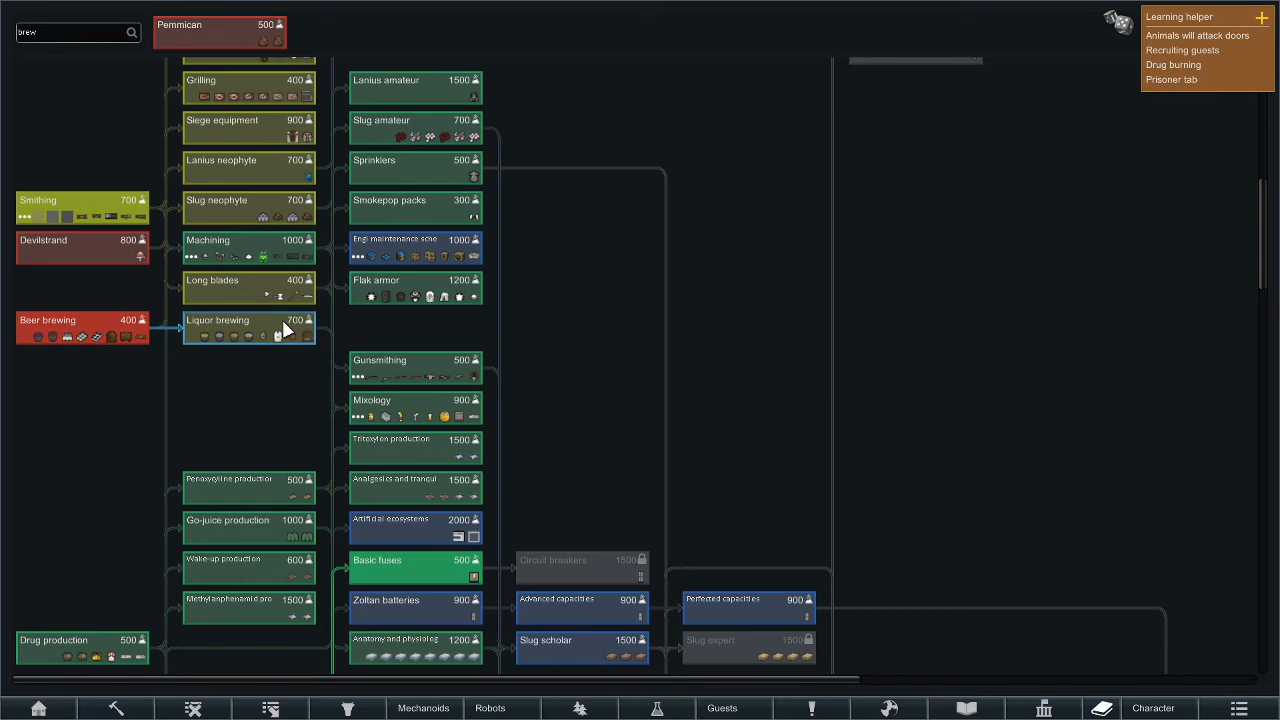 brew
Pemmican 500
Learning helper
Animals will attack doors
Recruiting guests
Drug burning
Prisoner tab
Grilling 400
Lanius amateur 1500
Siege equipment 900
Slug amateur 700
Lanius neophyte 700
Sprinklers 500
Smithing 700
Slug neophyte 700
Smokepop packs 300
Devilstrand 800
Machining 1000
Engi maintenance sche 1000
Long blades 400
Flak armor 1200
Beer brewing 400
Liquor brewing 700
Gunsmithing 500
Mixology 900
Tritoxylon production 1500
Penoxycyline production 500
Analgesics and tranqui 1500
Go-juice production 1000
Artificial ecosystems 2000
Wake-up production 600
Basic fuses 500
Circuit breakers 1500
Methylamphenamid pro 1500
Zoltan batteries 900
Advanced capacities 900
Perfected capacities 900
Drug production 500
Anatomy and physiolog 1200
Slug scholar 1500
Slug expert 1500
Mechanoids
Robots
Guests
Character